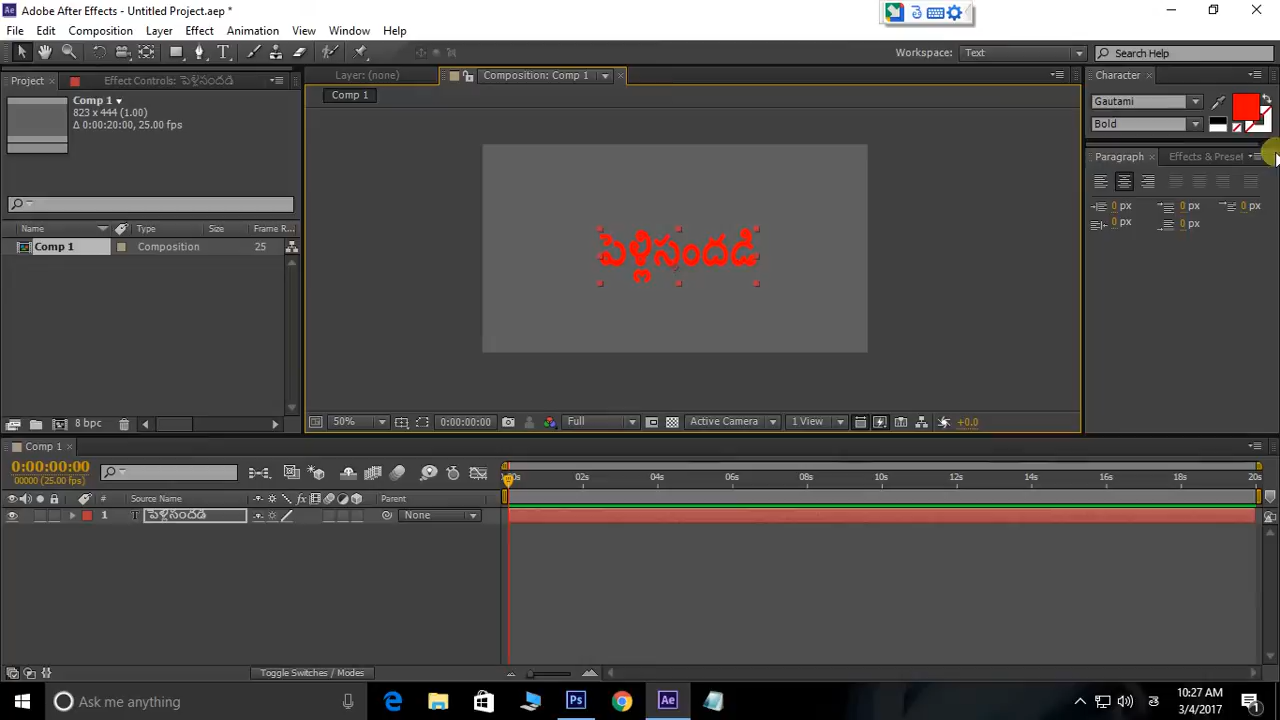 Adobe After Effects - Untitled Project.aep *
File Edit Composition Layer Effect Animation View Window Help
Workspace: Text Search Help
Project Effect Controls: పెళ్లిసందడి
Layer: (none) Composition: Comp 1
Character
Comp 1
823 x 444 (1.00)
Δ 0:00:20:00, 25.00 fps
Comp 1
Gautami
Bold
Paragraph Effects & Preset
0 px 0 px 0 px
0 px 0 px
Name Type Size Frame R
Comp 1 Composition 25
పెళ్లిసందడి
8 bpc
50% 0:00:00:00 Full Active Camera 1 View +0.0
Comp 1
0:00:00:00
00000 (25.00 fps)
:00s 02s 04s 06s 08s 10s 12s 14s 16s 18s 20s
# Source Name Parent
1 T పెళ్లిసందడి None
Toggle Switches / Modes
Ask me anything
Ps Ae
10:27 AM
3/4/2017